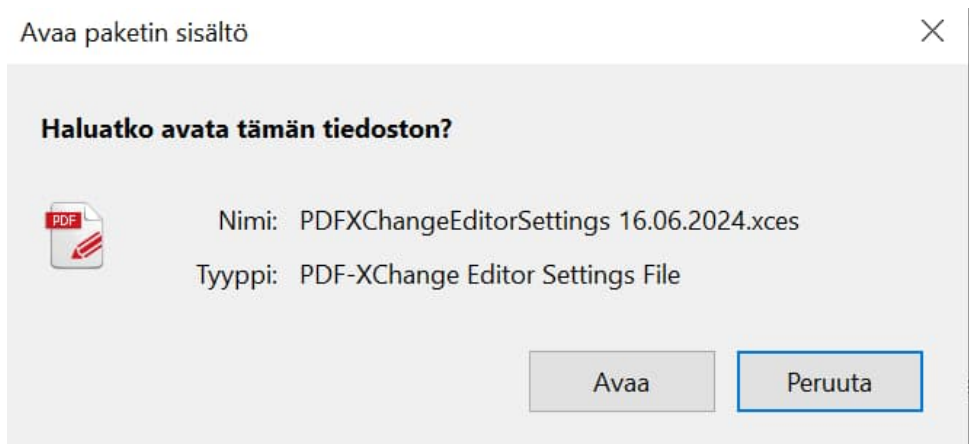 Avaa paketin sisältö
Haluatko avata tämän tiedoston?
PDF
Nimi: PDFXChangeEditorSettings 16.06.2024.xces
Tyyppi: PDF-XChange Editor Settings File
Avaa Peruuta